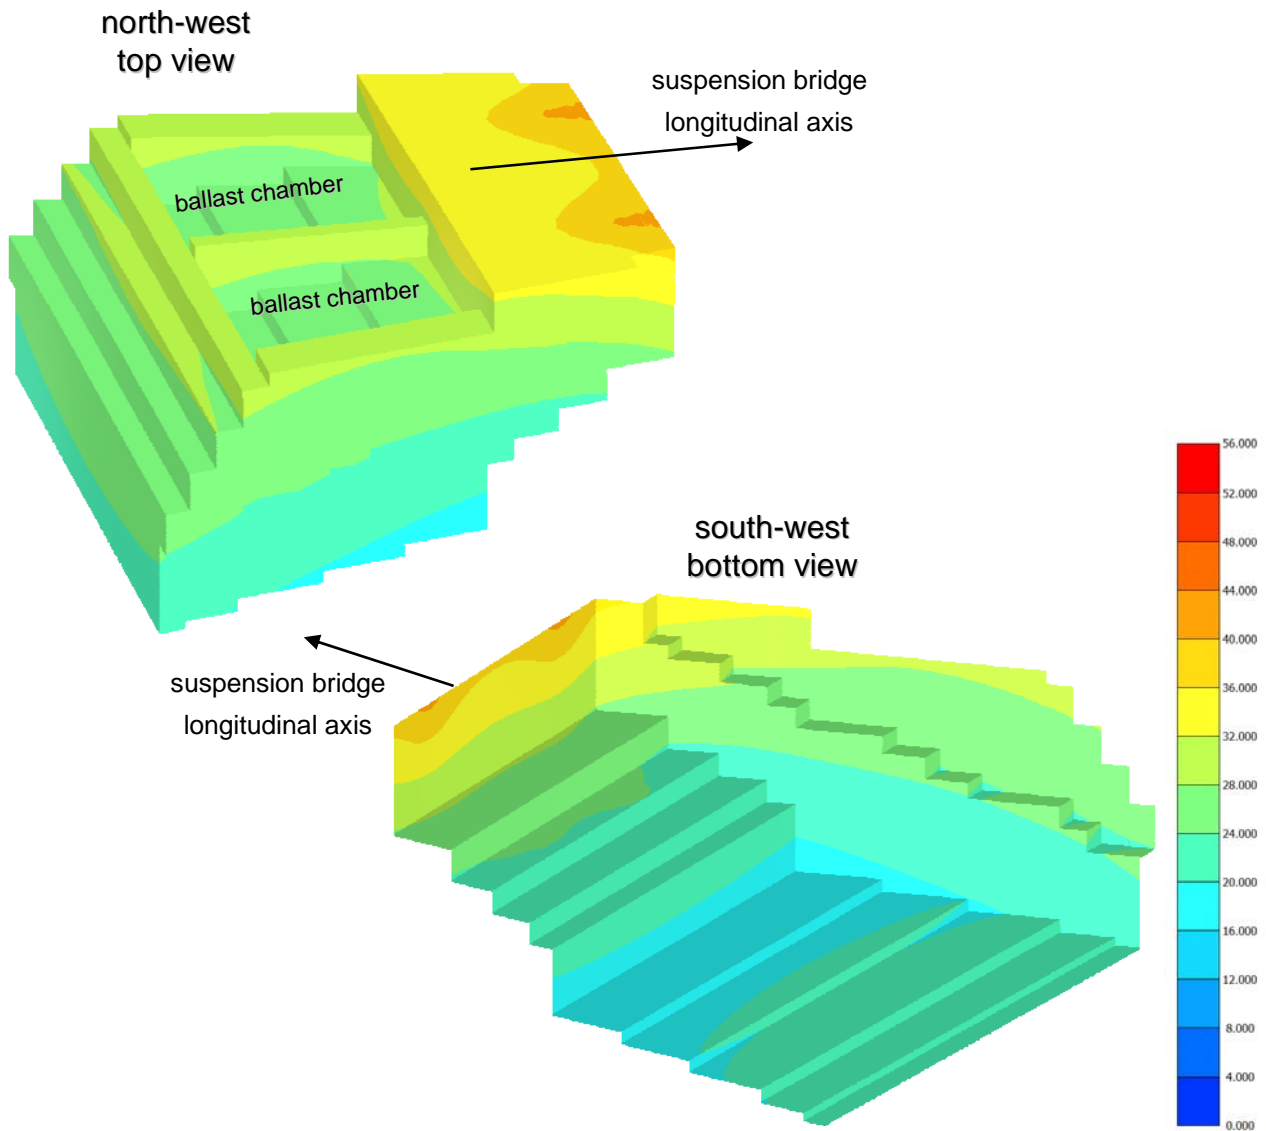 north-west
top view
suspension bridge
longitudinal axis
ballast chamber
ballast chamber
south-west
bottom view
suspension bridge
longitudinal axis
56.000
52.000
48.000
44.000
40.000
36.000
32.000
28.000
24.000
20.000
16.000
12.000
8.000
4.000
0.000